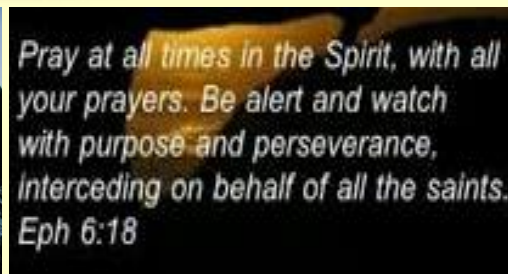 Pray at all times in the Spirit, with all
your prayers. Be alert and watch
with purpose and perseverance,
interceding on behalf of all the saints.
Eph 6:18